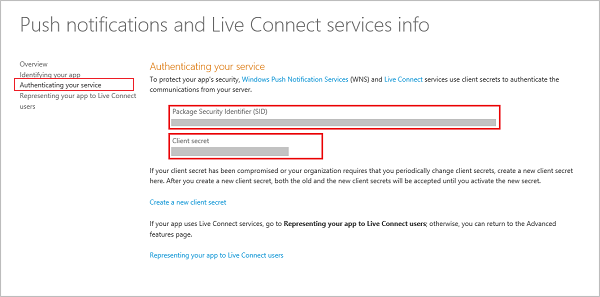 Push notifications and Live Connect services info
Overview
Identifying your app
Authenticating your service
Representing your app to Live Connect
users
Authenticating your service
To protect your app's security, Windows Push Notification Services (WNS) and Live Connect services use client secrets to authenticate the
communications from your server.
Package Security Identifier (SID)
Client secret
If your client secret has been compromised or your organization requires that you periodically change client secrets, create a new client secret
here. After you create a new client secret, both the old and the new client secrets will be accepted until you activate the new secret.
Create a new client secret
If your app uses Live Connect services, go to Representing your app to Live Connect users; otherwise, you can return to the Advanced
features page.
Representing your app to Live Connect users